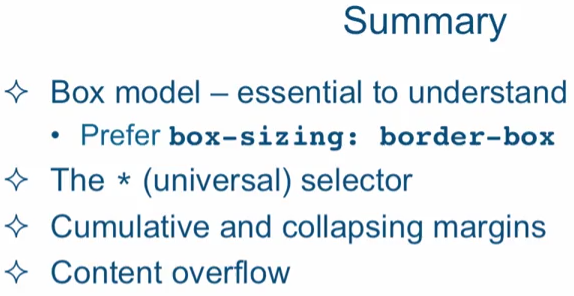 Summary
Box model – essential to understand
• Prefer box-sizing: border-box
The * (universal) selector
Cumulative and collapsing margins
Content overflow